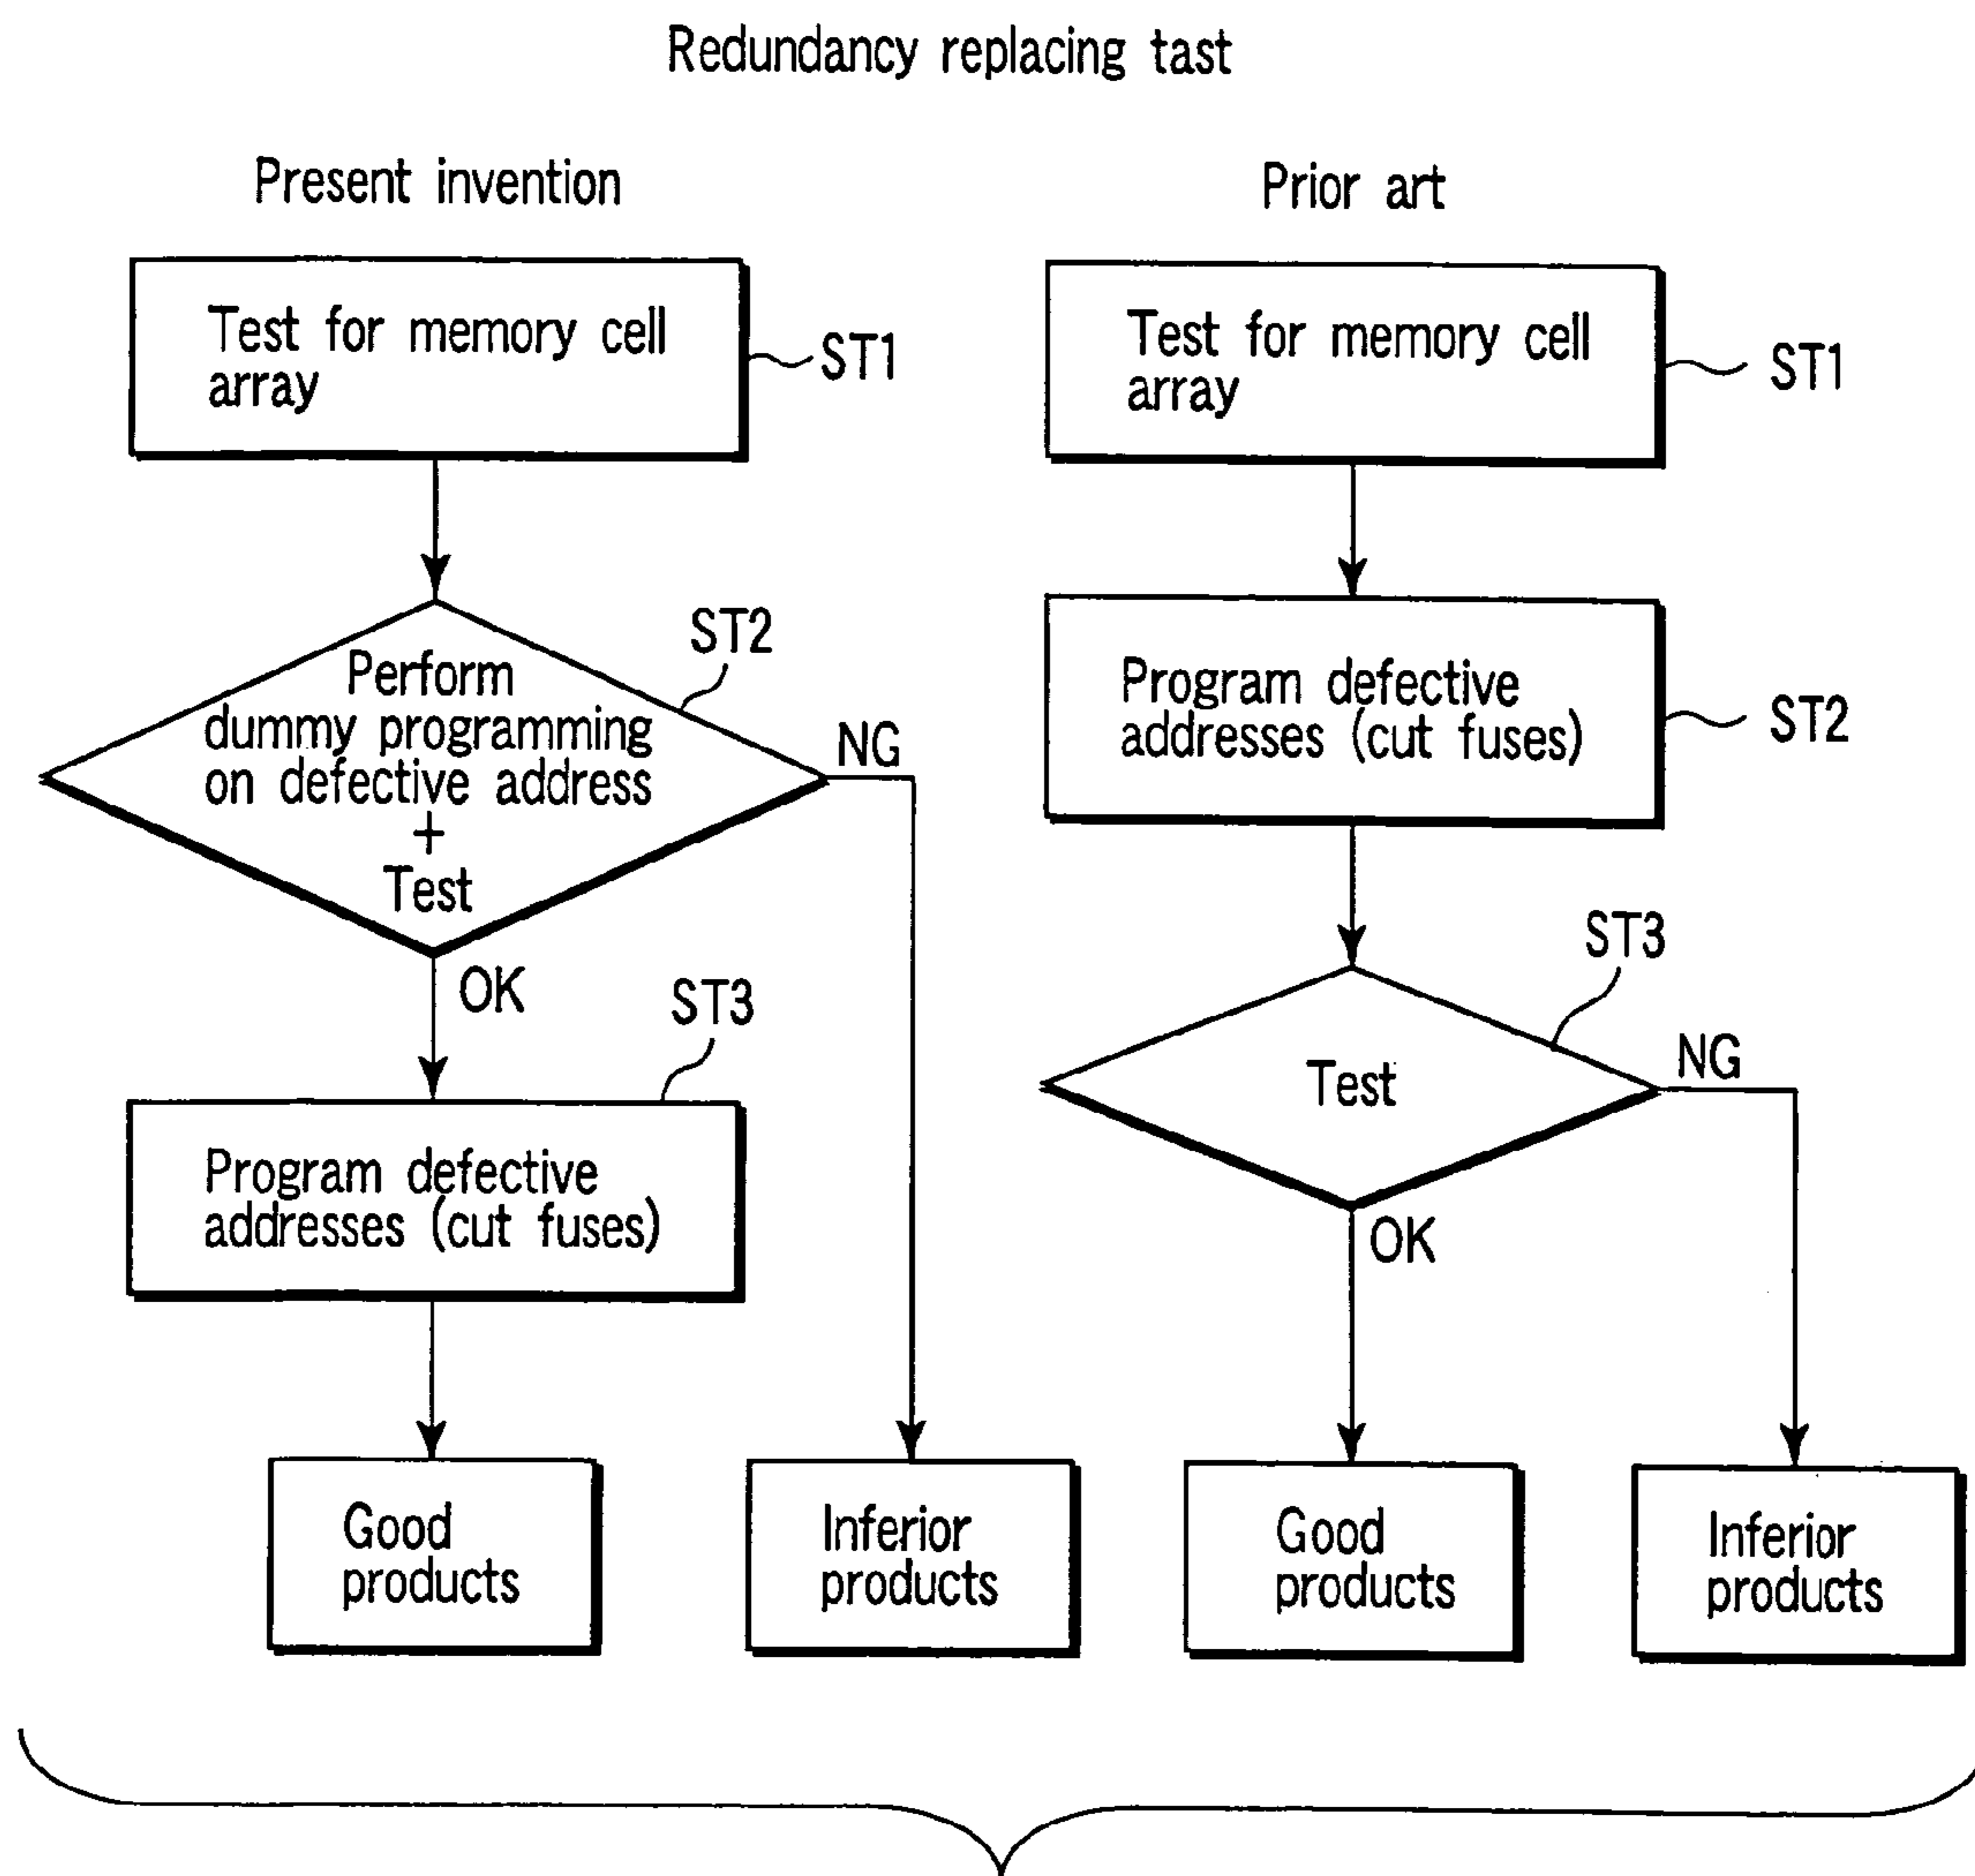 Redundancy replacing tast
Present invention
Test for memory cell
array
ST1
Perform
dummy programming
on defective address
+
Test
ST2
NG
OK
ST3
Program defective
addresses (cut fuses)
Good
products
Inferior
products
Prior art
Test for memory cell
array
ST1
Program defective
addresses (cut fuses)
ST2
ST3
Test
NG
OK
Good
products
Inferior
products